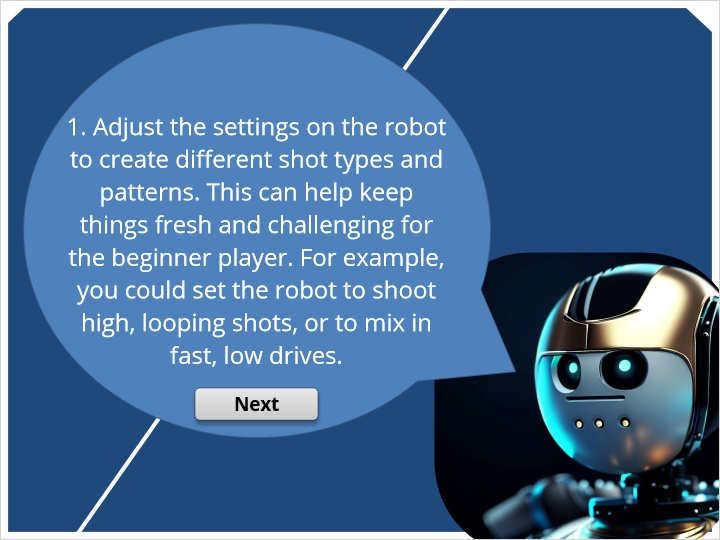 1. Adjust the settings on the robot
to create different shot types and
patterns. This can help keep
things fresh and challenging for
the beginner player. For example,
you could set the robot to shoot
high, looping shots, or to mix in
fast, low drives.
Next